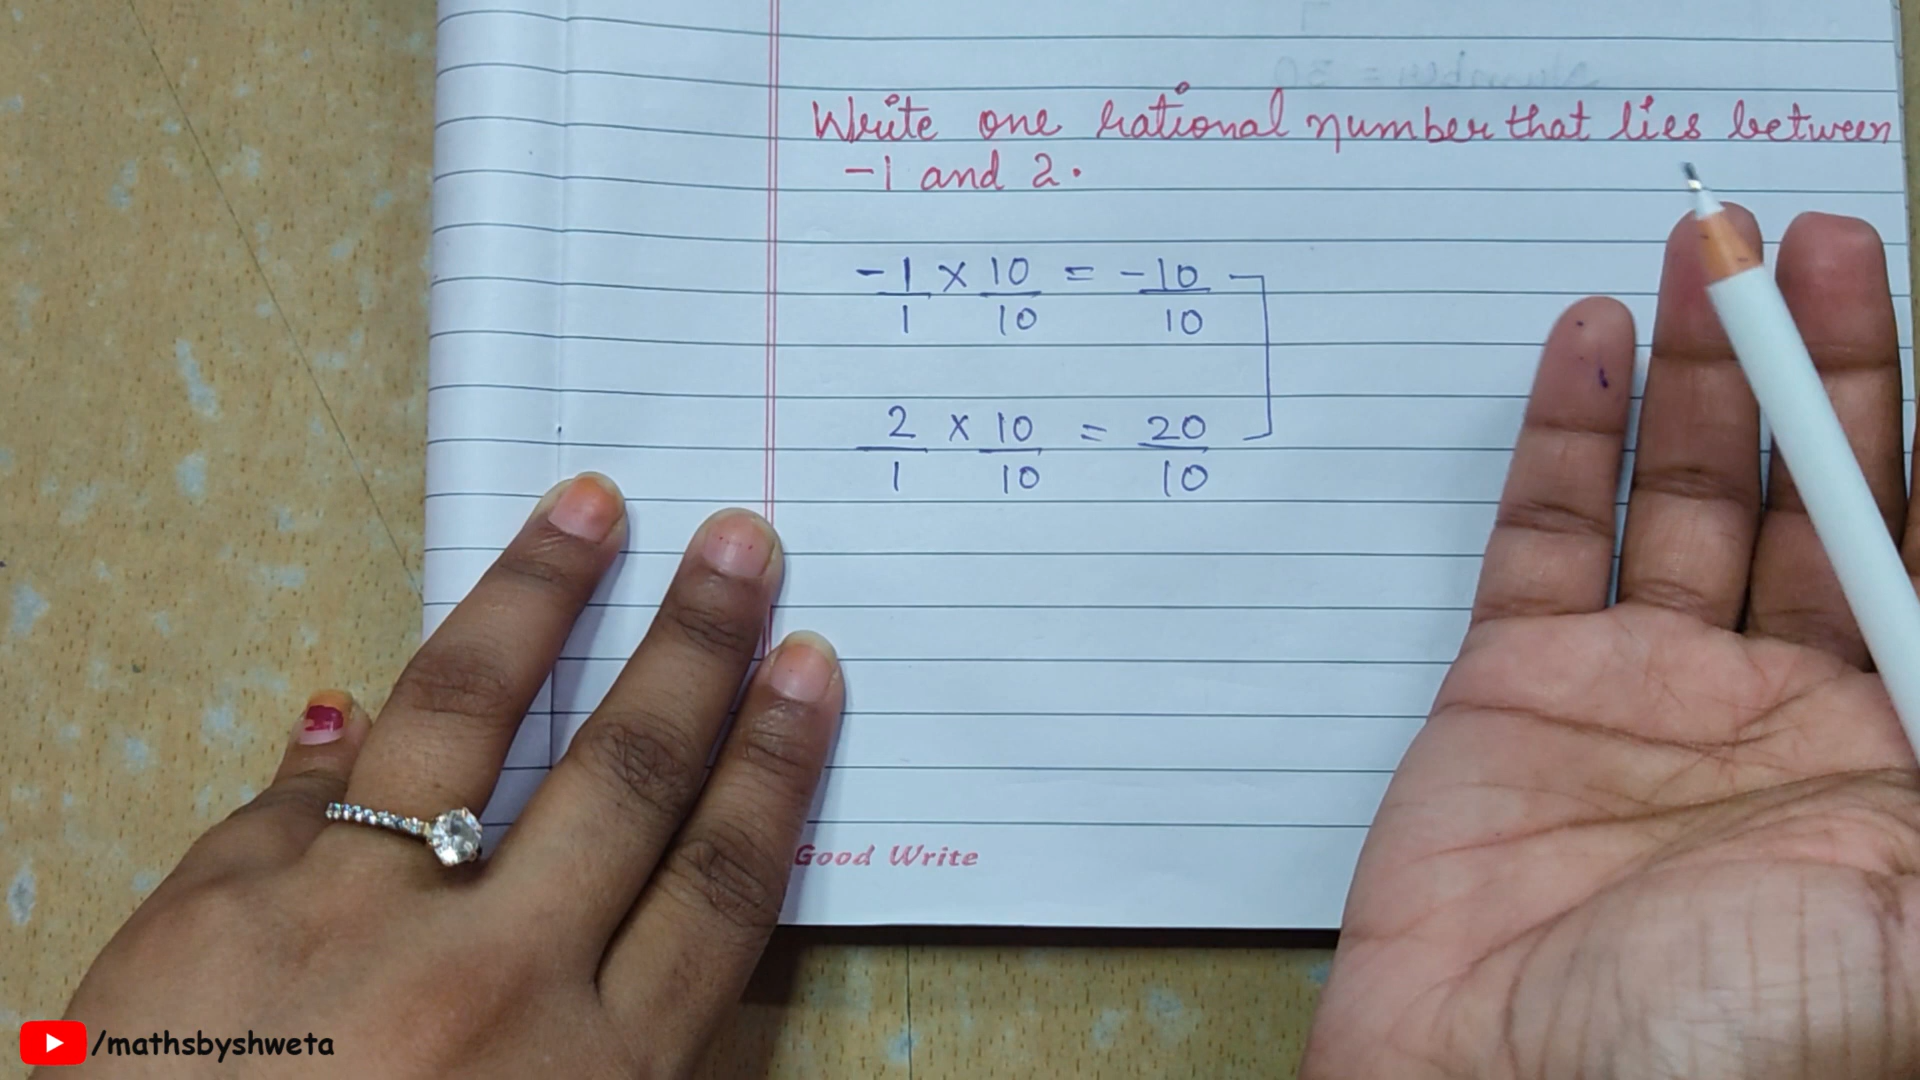 Write one rational number that lies between
-1 and 2.
-1/1 × 10/10 = -10/10
2/1 × 10/10 = 20/10
Good Write
/mathsbyshweta